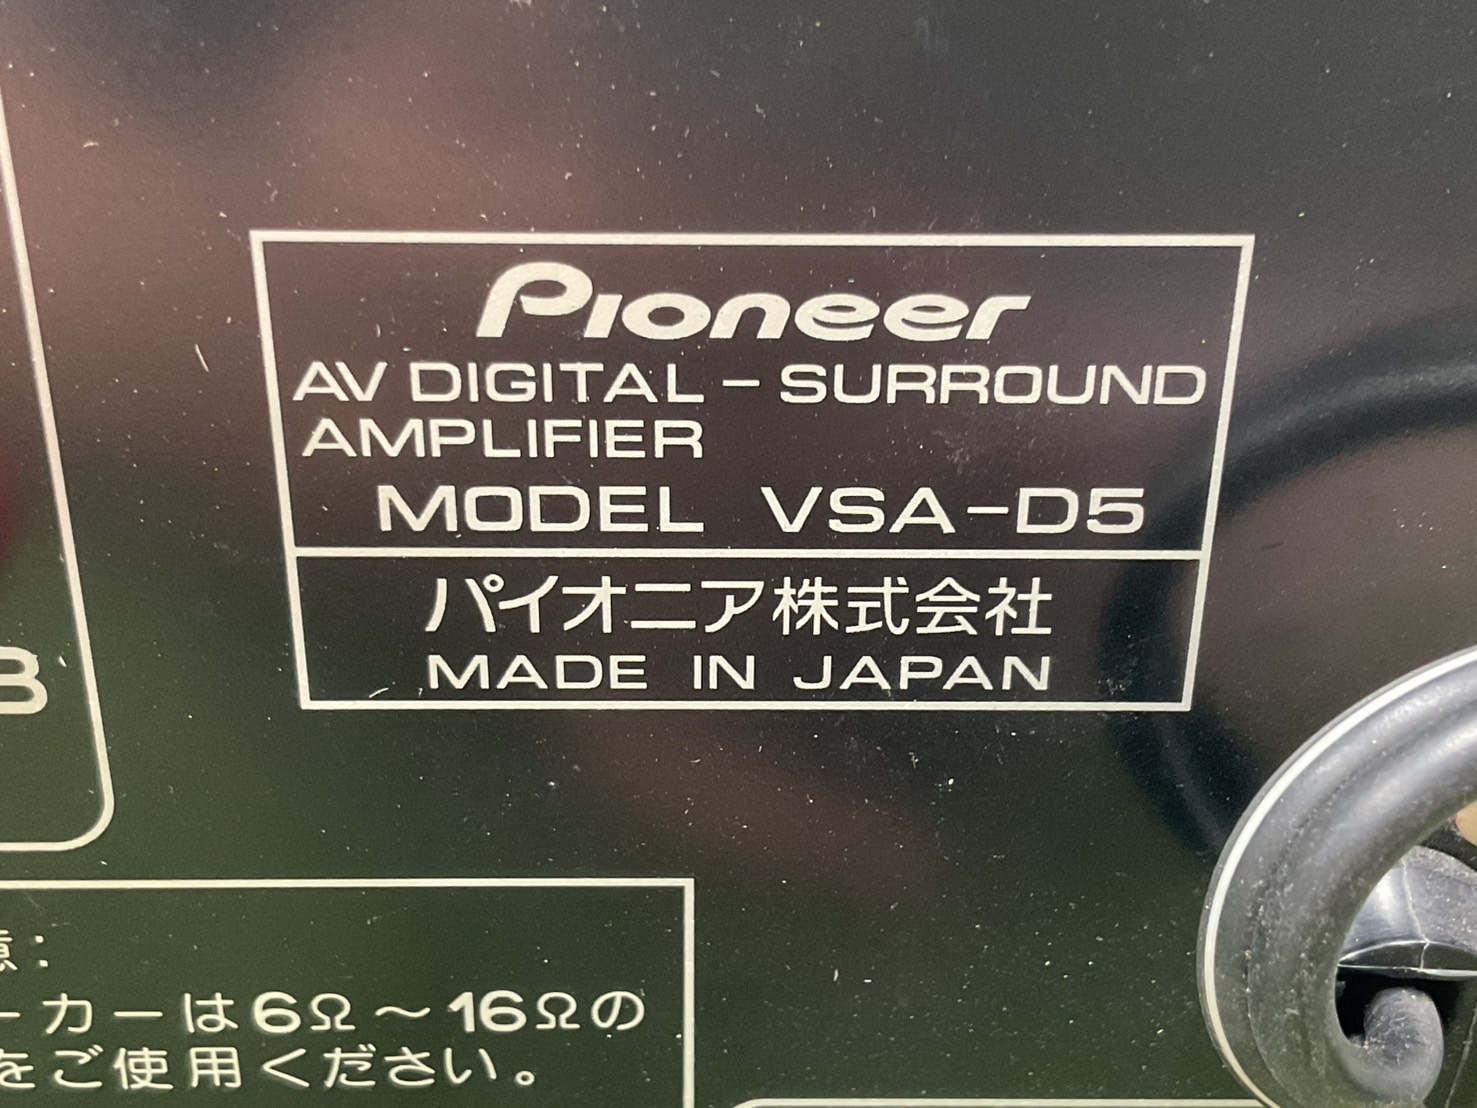 Pioneer
AV DIGITAL-SURROUND
AMPLIFIER
MODEL VSA-D5
パイオニア株式会社
MADE IN JAPAN
B
意:
ーカーは6Ω～16Ωの
をご使用ください。